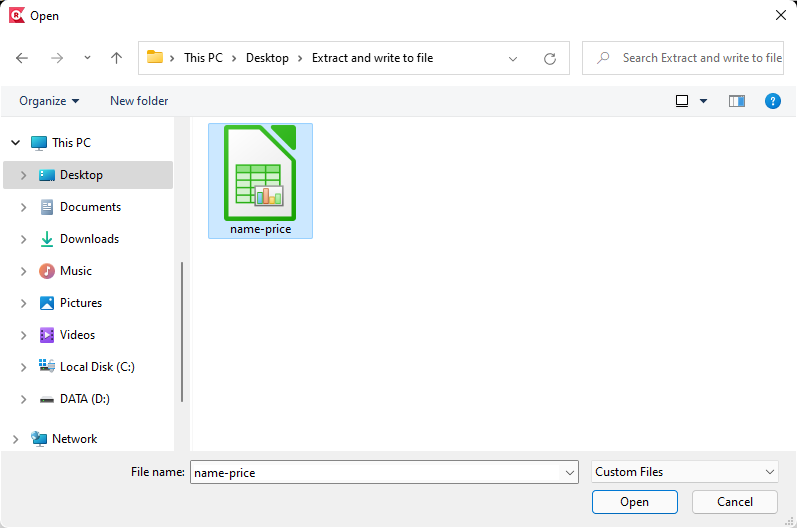 Open
This PC Desktop Extract and write to file Search Extract and write to file
Organize New folder
This PC
Desktop
Documents
Downloads
Music
Pictures
Videos
Local Disk (C:)
DATA (D:)
Network
name-price
File name: name-price Custom Files
Open Cancel